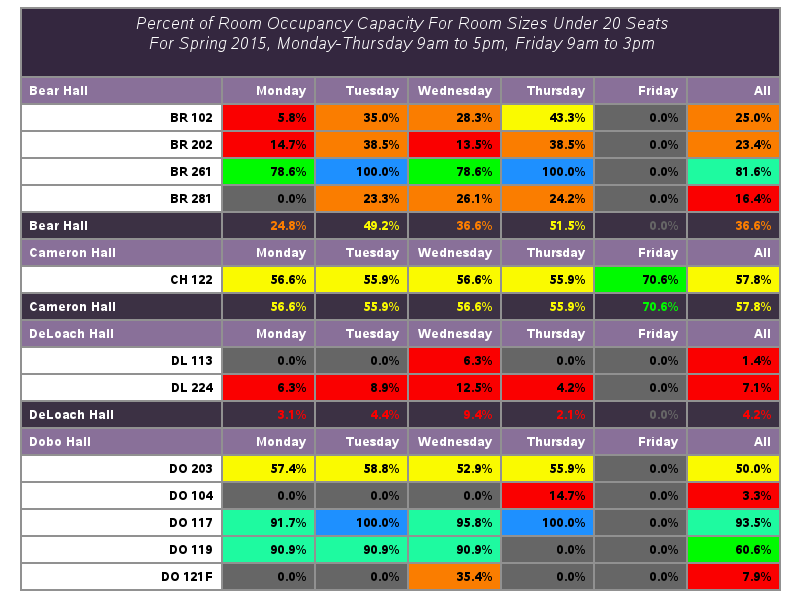 Percent of Room Occupancy Capacity For Room Sizes Under 20 Seats
For Spring 2015, Monday-Thursday 9am to 5pm, Friday 9am to 3pm
Bear Hall Monday Tuesday Wednesday Thursday Friday All
BR 102 5.8% 35.0% 28.3% 43.3% 0.0% 25.0%
BR 202 14.7% 38.5% 13.5% 38.5% 0.0% 23.4%
BR 261 78.6% 100.0% 78.6% 100.0% 0.0% 81.6%
BR 281 0.0% 23.3% 26.1% 24.2% 0.0% 16.4%
Bear Hall 24.8% 49.2% 36.6% 51.5% 0.0% 36.6%
Cameron Hall Monday Tuesday Wednesday Thursday Friday All
CH 122 56.6% 55.9% 56.6% 55.9% 70.6% 57.8%
Cameron Hall 56.6% 55.9% 56.6% 55.9% 70.6% 57.8%
DeLoach Hall Monday Tuesday Wednesday Thursday Friday All
DL 113 0.0% 0.0% 6.3% 0.0% 0.0% 1.4%
DL 224 6.3% 8.9% 12.5% 4.2% 0.0% 7.1%
DeLoach Hall 3.1% 4.4% 9.4% 2.1% 0.0% 4.2%
Dobo Hall Monday Tuesday Wednesday Thursday Friday All
DO 203 57.4% 58.8% 52.9% 55.9% 0.0% 50.0%
DO 104 0.0% 0.0% 0.0% 14.7% 0.0% 3.3%
DO 117 91.7% 100.0% 95.8% 100.0% 0.0% 93.5%
DO 119 90.9% 90.9% 90.9% 0.0% 0.0% 60.6%
DO 121F 0.0% 0.0% 35.4% 0.0% 0.0% 7.9%